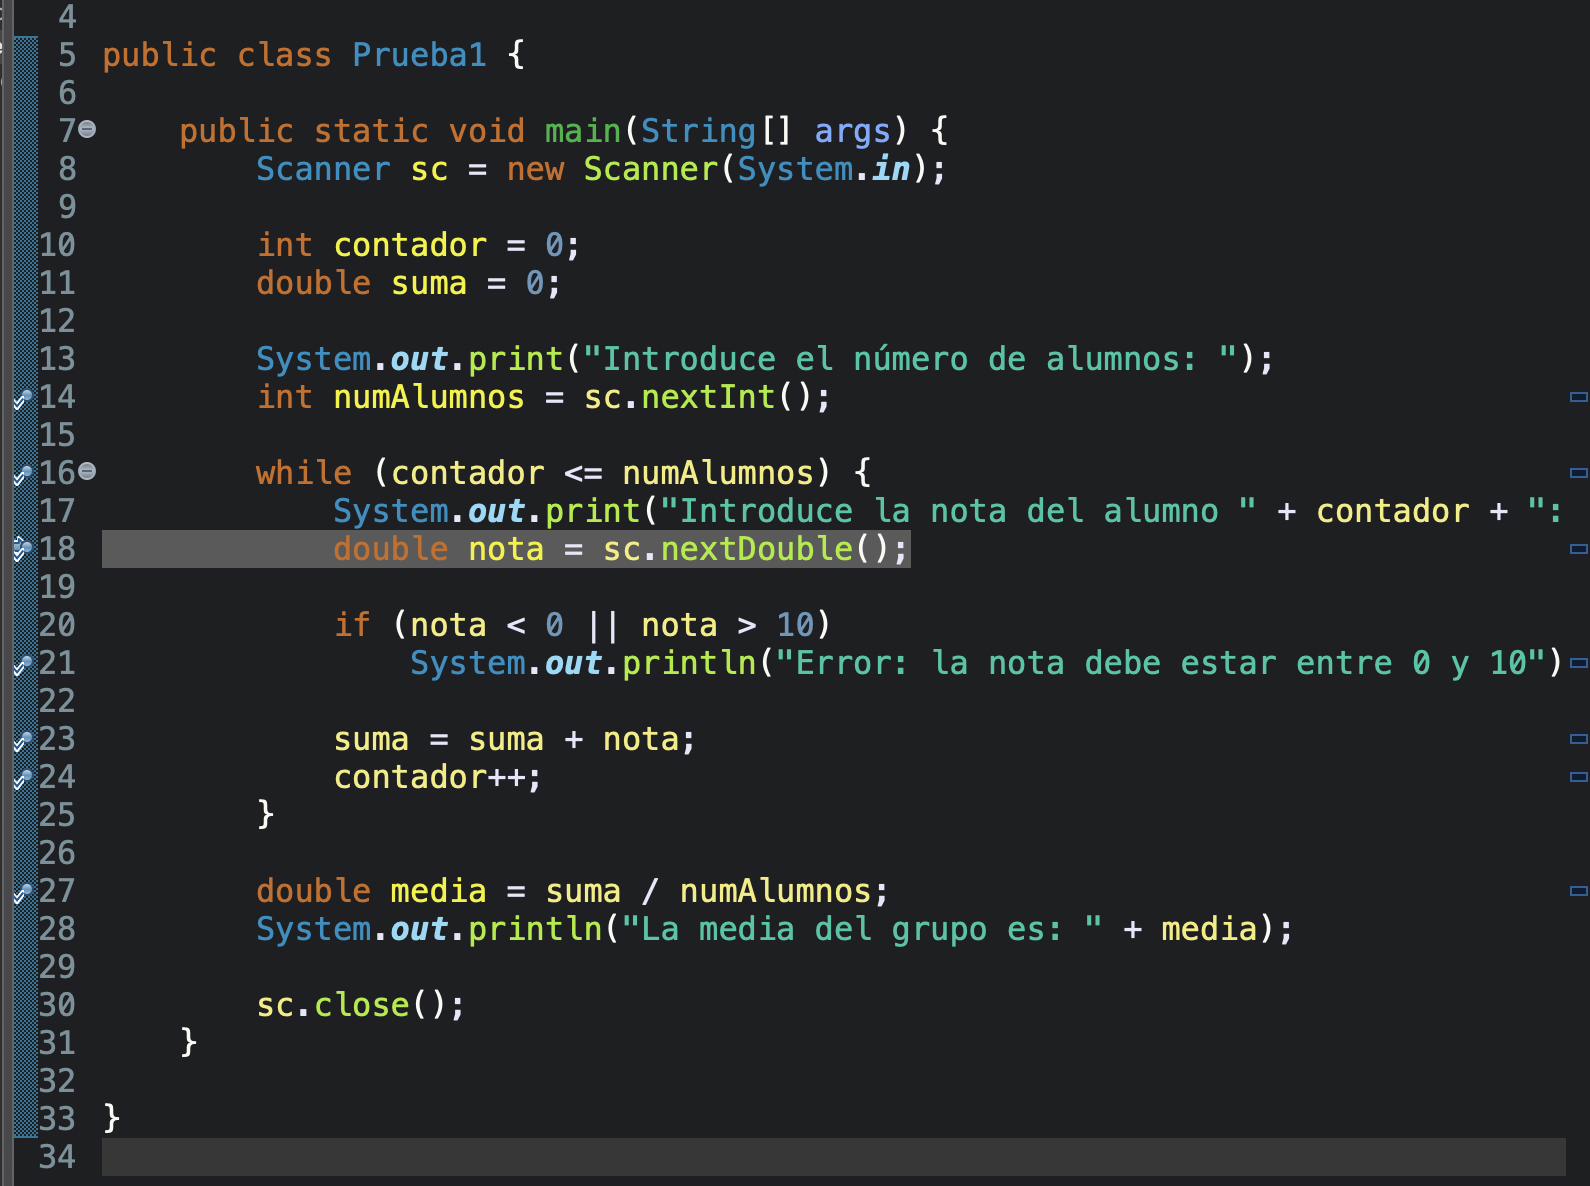 4
5 public class Prueba1 {
6
7 public static void main(String[] args) {
8 Scanner sc = new Scanner(System.in);
9
10 int contador = 0;
11 double suma = 0;
12
13 System.out.print("Introduce el número de alumnos: ");
14 int numAlumnos = sc.nextInt();
15
16 while (contador <= numAlumnos) {
17 System.out.print("Introduce la nota del alumno " + contador + ":
18 double nota = sc.nextDouble();
19
20 if (nota < 0 || nota > 10)
21 System.out.println("Error: la nota debe estar entre 0 y 10")
22
23 suma = suma + nota;
24 contador++;
25 }
26
27 double media = suma / numAlumnos;
28 System.out.println("La media del grupo es: " + media);
29
30 sc.close();
31 }
32
33 }
34